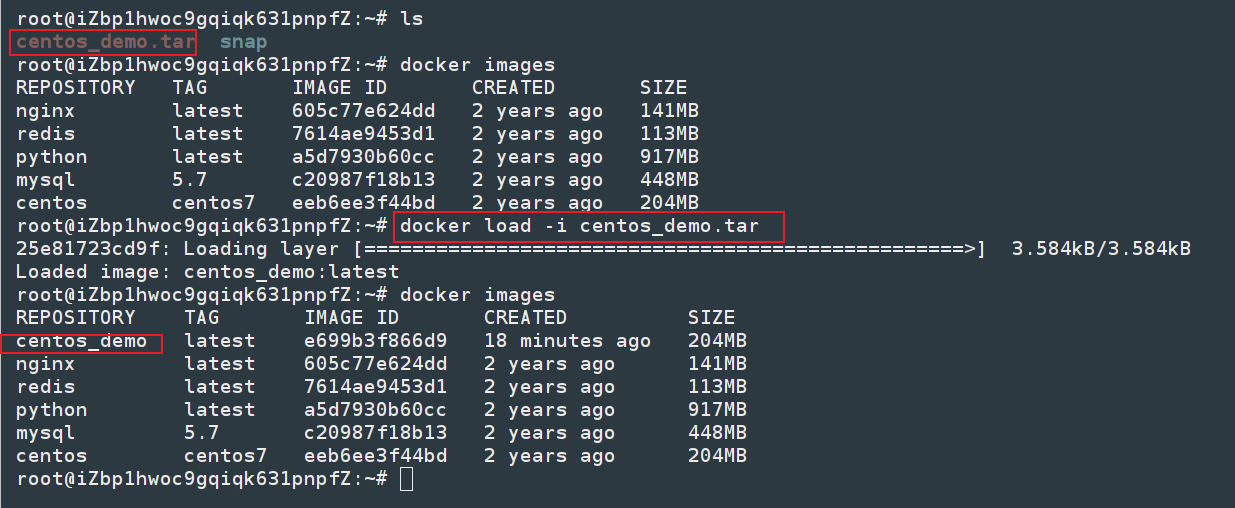 root@iZbp1hwoc9gqiqk631pnpfZ:~# ls
centos_demo.tar  snap
root@iZbp1hwoc9gqiqk631pnpfZ:~# docker images
REPOSITORY   TAG       IMAGE ID       CREATED       SIZE
nginx        latest    605c77e624dd   2 years ago   141MB
redis        latest    7614ae9453d1   2 years ago   113MB
python       latest    a5d7930b60cc   2 years ago   917MB
mysql        5.7       c20987f18b13   2 years ago   448MB
centos       centos7   eeb6ee3f44bd   2 years ago   204MB
root@iZbp1hwoc9gqiqk631pnpfZ:~# docker load -i centos_demo.tar
25e81723cd9f: Loading layer [==================================================>]  3.584kB/3.584kB
Loaded image: centos_demo:latest
root@iZbp1hwoc9gqiqk631pnpfZ:~# docker images
REPOSITORY    TAG       IMAGE ID       CREATED          SIZE
centos_demo   latest    e699b3f866d9   18 minutes ago   204MB
nginx         latest    605c77e624dd   2 years ago      141MB
redis         latest    7614ae9453d1   2 years ago      113MB
python        latest    a5d7930b60cc   2 years ago      917MB
mysql         5.7       c20987f18b13   2 years ago      448MB
centos        centos7   eeb6ee3f44bd   2 years ago      204MB
root@iZbp1hwoc9gqiqk631pnpfZ:~#